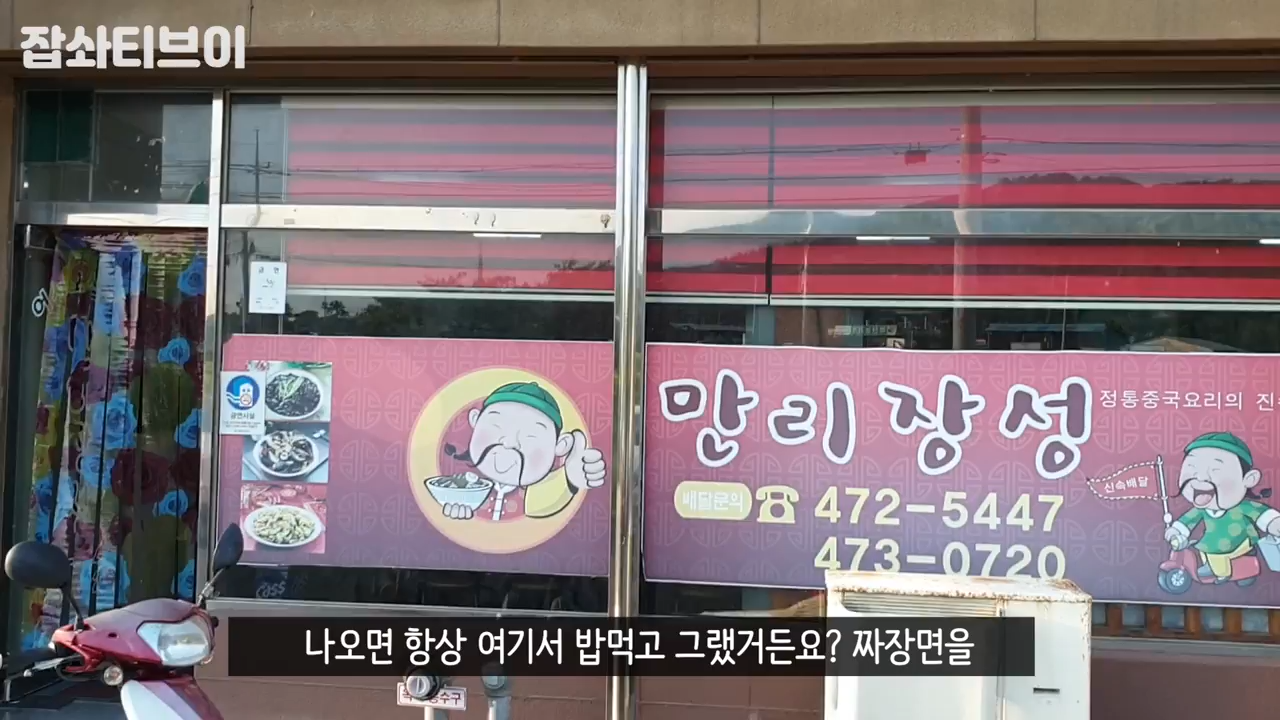 잡솨티브이
금연
금연시설
만리장성
정통중국요리의 진
신속배달
배달문의 ☎ 472-5447
473-0720
나오면 항상 여기서 밥먹고 그랬거든요? 짜장면을